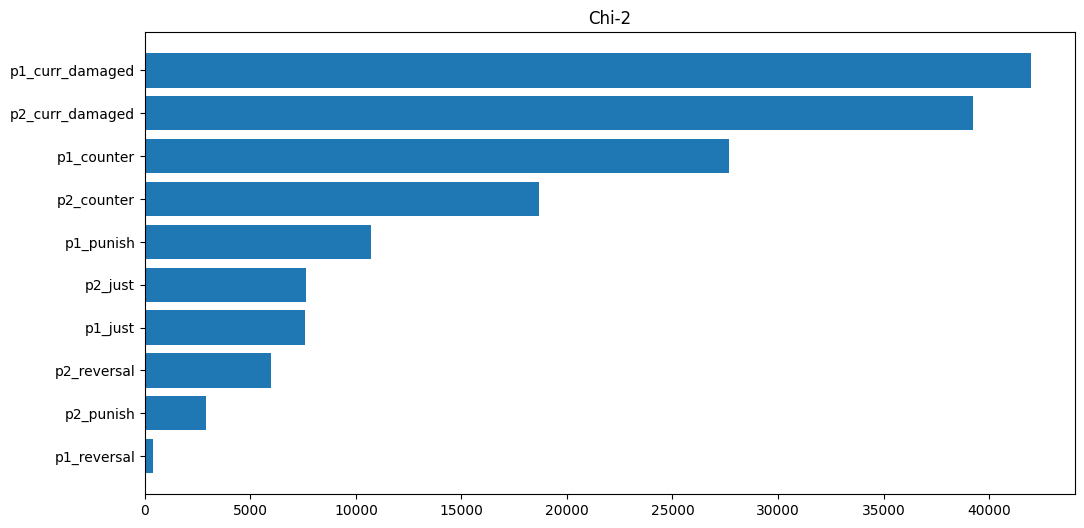 Chi-2
p1_curr_damaged
p2_curr_damaged
p1_counter
p2_counter
p1_punish
p2_just
p1_just
p2_reversal
p2_punish
p1_reversal
0 5000 10000 15000 20000 25000 30000 35000 40000